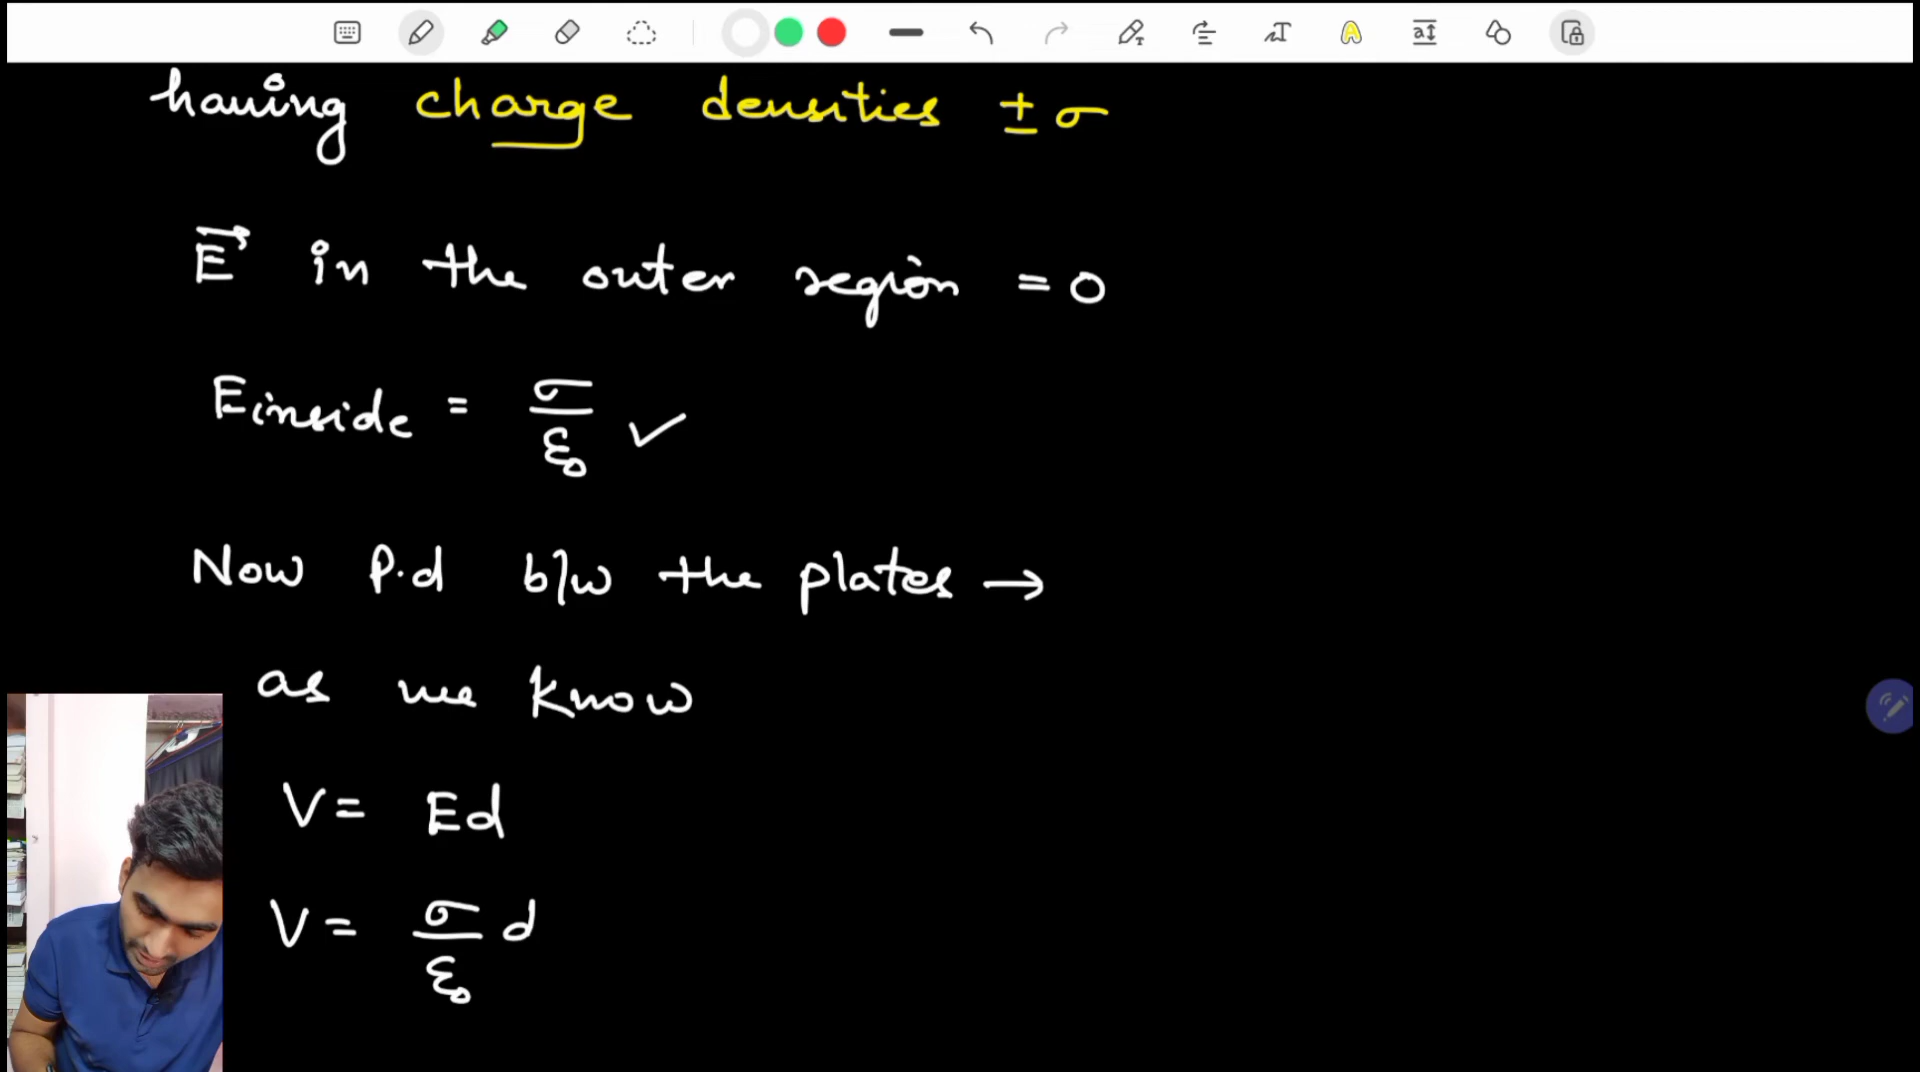 having charge densities ± σ
E⃗ in the outer region = 0
Einside = σ/ε₀ ✓
Now P.d b/w the plates →
as we know
V = Ed
V = σ/ε₀ d